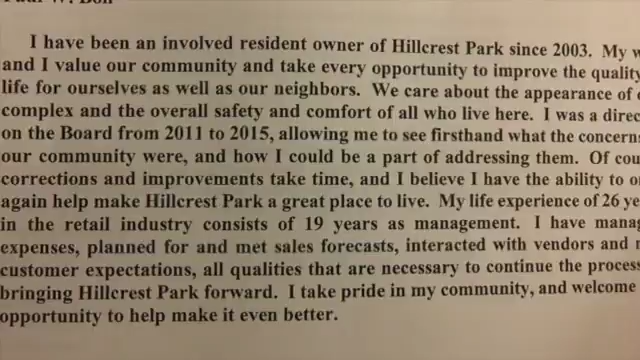 I have been an involved resident owner of Hillcrest Park since 2003. My
and I value our community and take every opportunity to improve the quality
life for ourselves as well as our neighbors. We care about the appearance of
complex and the overall safety and comfort of all who live here. I was a direc
on the Board from 2011 to 2015, allowing me to see firsthand what the concern
our community were, and how I could be a part of addressing them. Of cou
corrections and improvements take time, and I believe I have the ability to
again help make Hillcrest Park a great place to live. My life experience of 26 ye
in the retail industry consists of 19 years as management. I have manag
expenses, planned for and met sales forecasts, interacted with vendors and
customer expectations, all qualities that are necessary to continue the process
bringing Hillcrest Park forward. I take pride in my community, and welcome
opportunity to help make it even better.